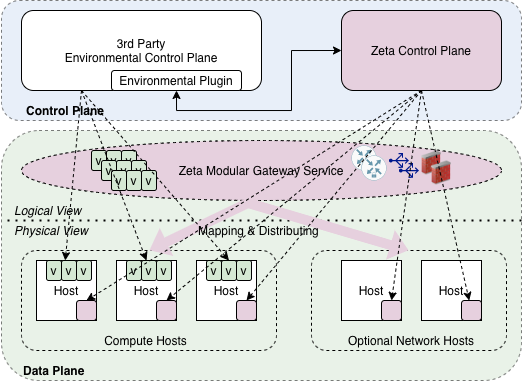 3rd Party
Environmental Control Plane
Environmental Plugin
Zeta Control Plane
Control Plane
v v v
v v v
v v v
Zeta Modular Gateway Service
Logical View
Physical View
Mapping & Distributing
v v v
v v v
v v v
Host
Host
Host
Host
Host
Compute Hosts
Optional Network Hosts
Data Plane